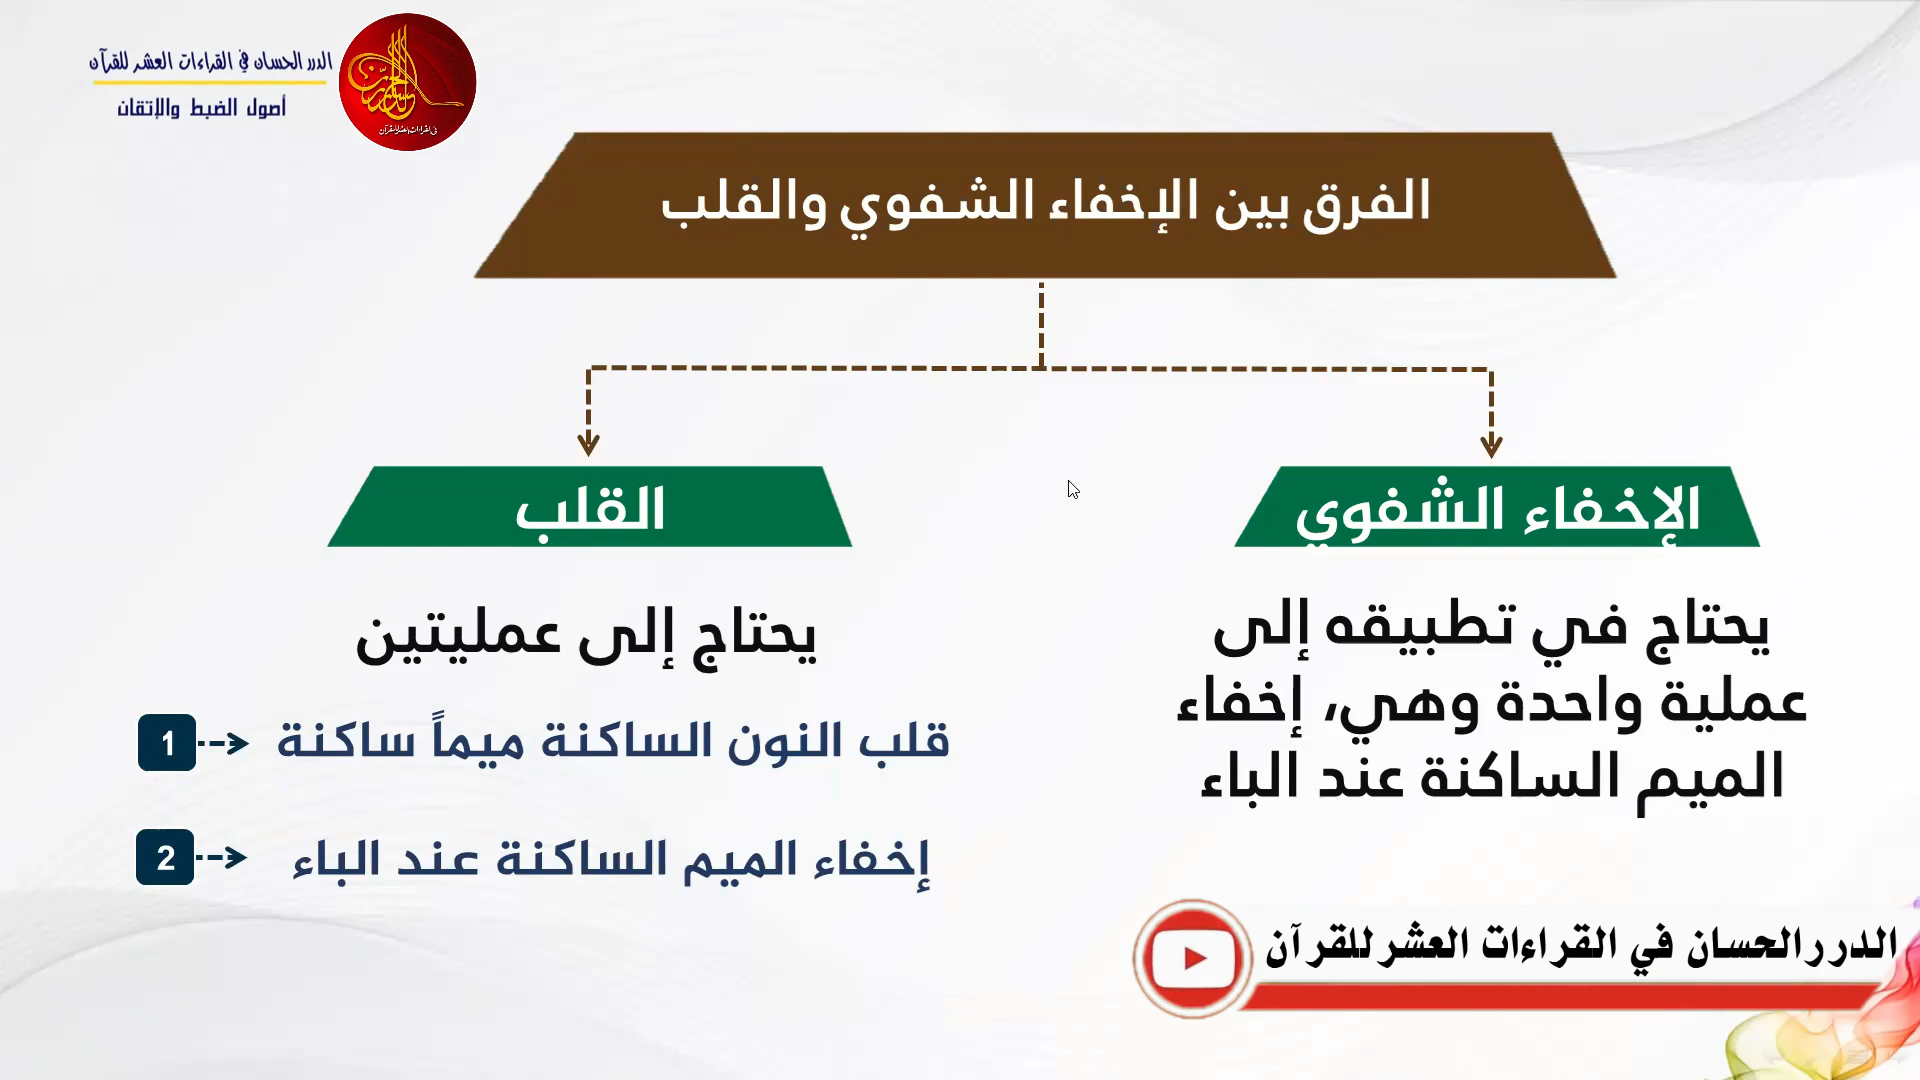 الدرر الحسان في القراءات العشر للقرآن
أصول الضبط والإتقان
الفرق بين الإخفاء الشفوي والقلب
الإخفاء الشفوي
يحتاج في تطبيقه إلى
عملية واحدة وهي، إخفاء
الميم الساكنة عند الباء
القلب
يحتاج إلى عمليتين
1 قلب النون الساكنة ميماً ساكنة
2 إخفاء الميم الساكنة عند الباء
الدرر الحسان في القراءات العشر للقرآن